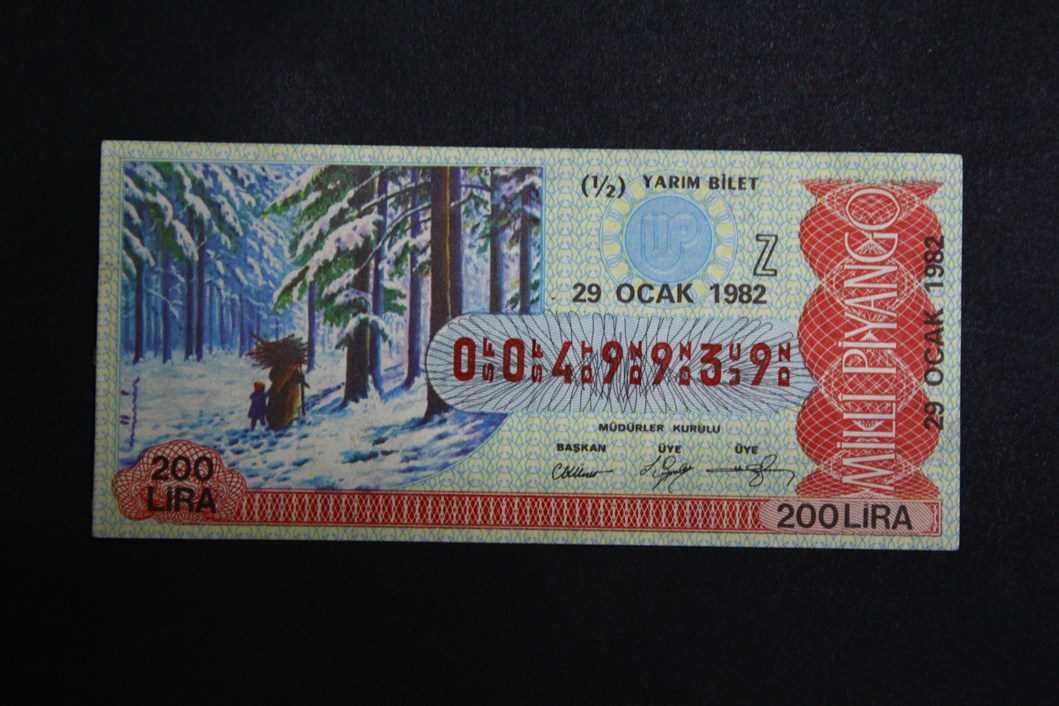 (1/2) YARIM BİLET
MP
Z
29 OCAK 1982
0 0 4 9 9 3 9
MÜDÜRLER KURULU
BAŞKAN ÜYE ÜYE
200
LİRA
200 LİRA
MİLLİ PİYANGO
29 OCAK 1982